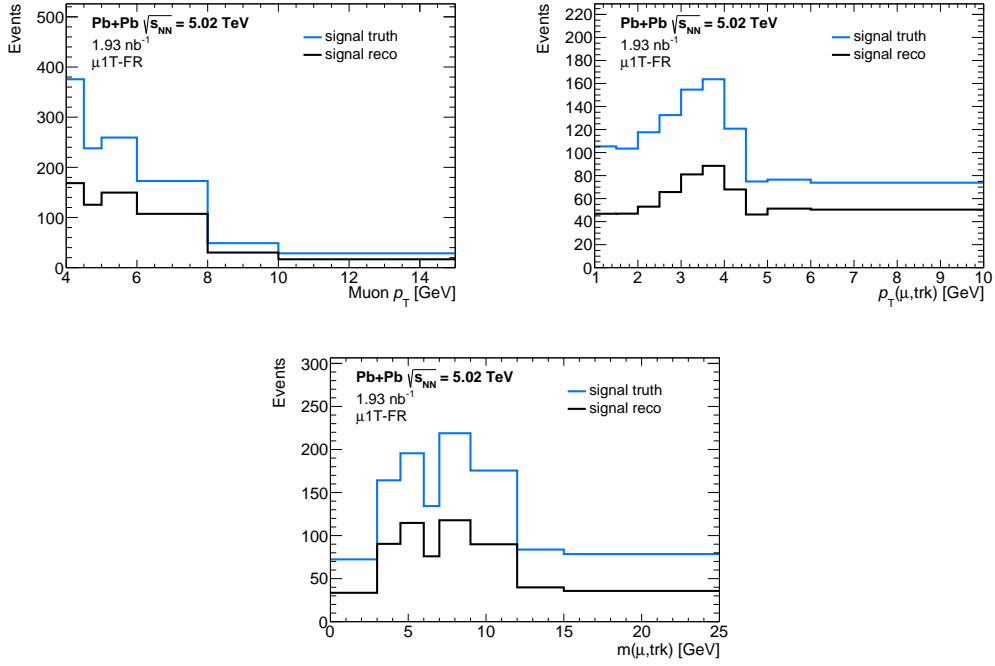 Events
500
400
300
200
100
0
Pb+Pb √s_NN = 5.02 TeV
1.93 nb⁻¹
μ1T-FR
signal truth
signal reco
4 6 8 10 12 14
Muon p_T [GeV]
Events
220
200
180
160
140
120
100
80
60
40
20
0
Pb+Pb √s_NN = 5.02 TeV
1.93 nb⁻¹
μ1T-FR
signal truth
signal reco
1 2 3 4 5 6 7 8 9 10
p_T(μ,trk) [GeV]
Events
300
250
200
150
100
50
0
Pb+Pb √s_NN = 5.02 TeV
1.93 nb⁻¹
μ1T-FR
signal truth
signal reco
0 5 10 15 20 25
m(μ,trk) [GeV]